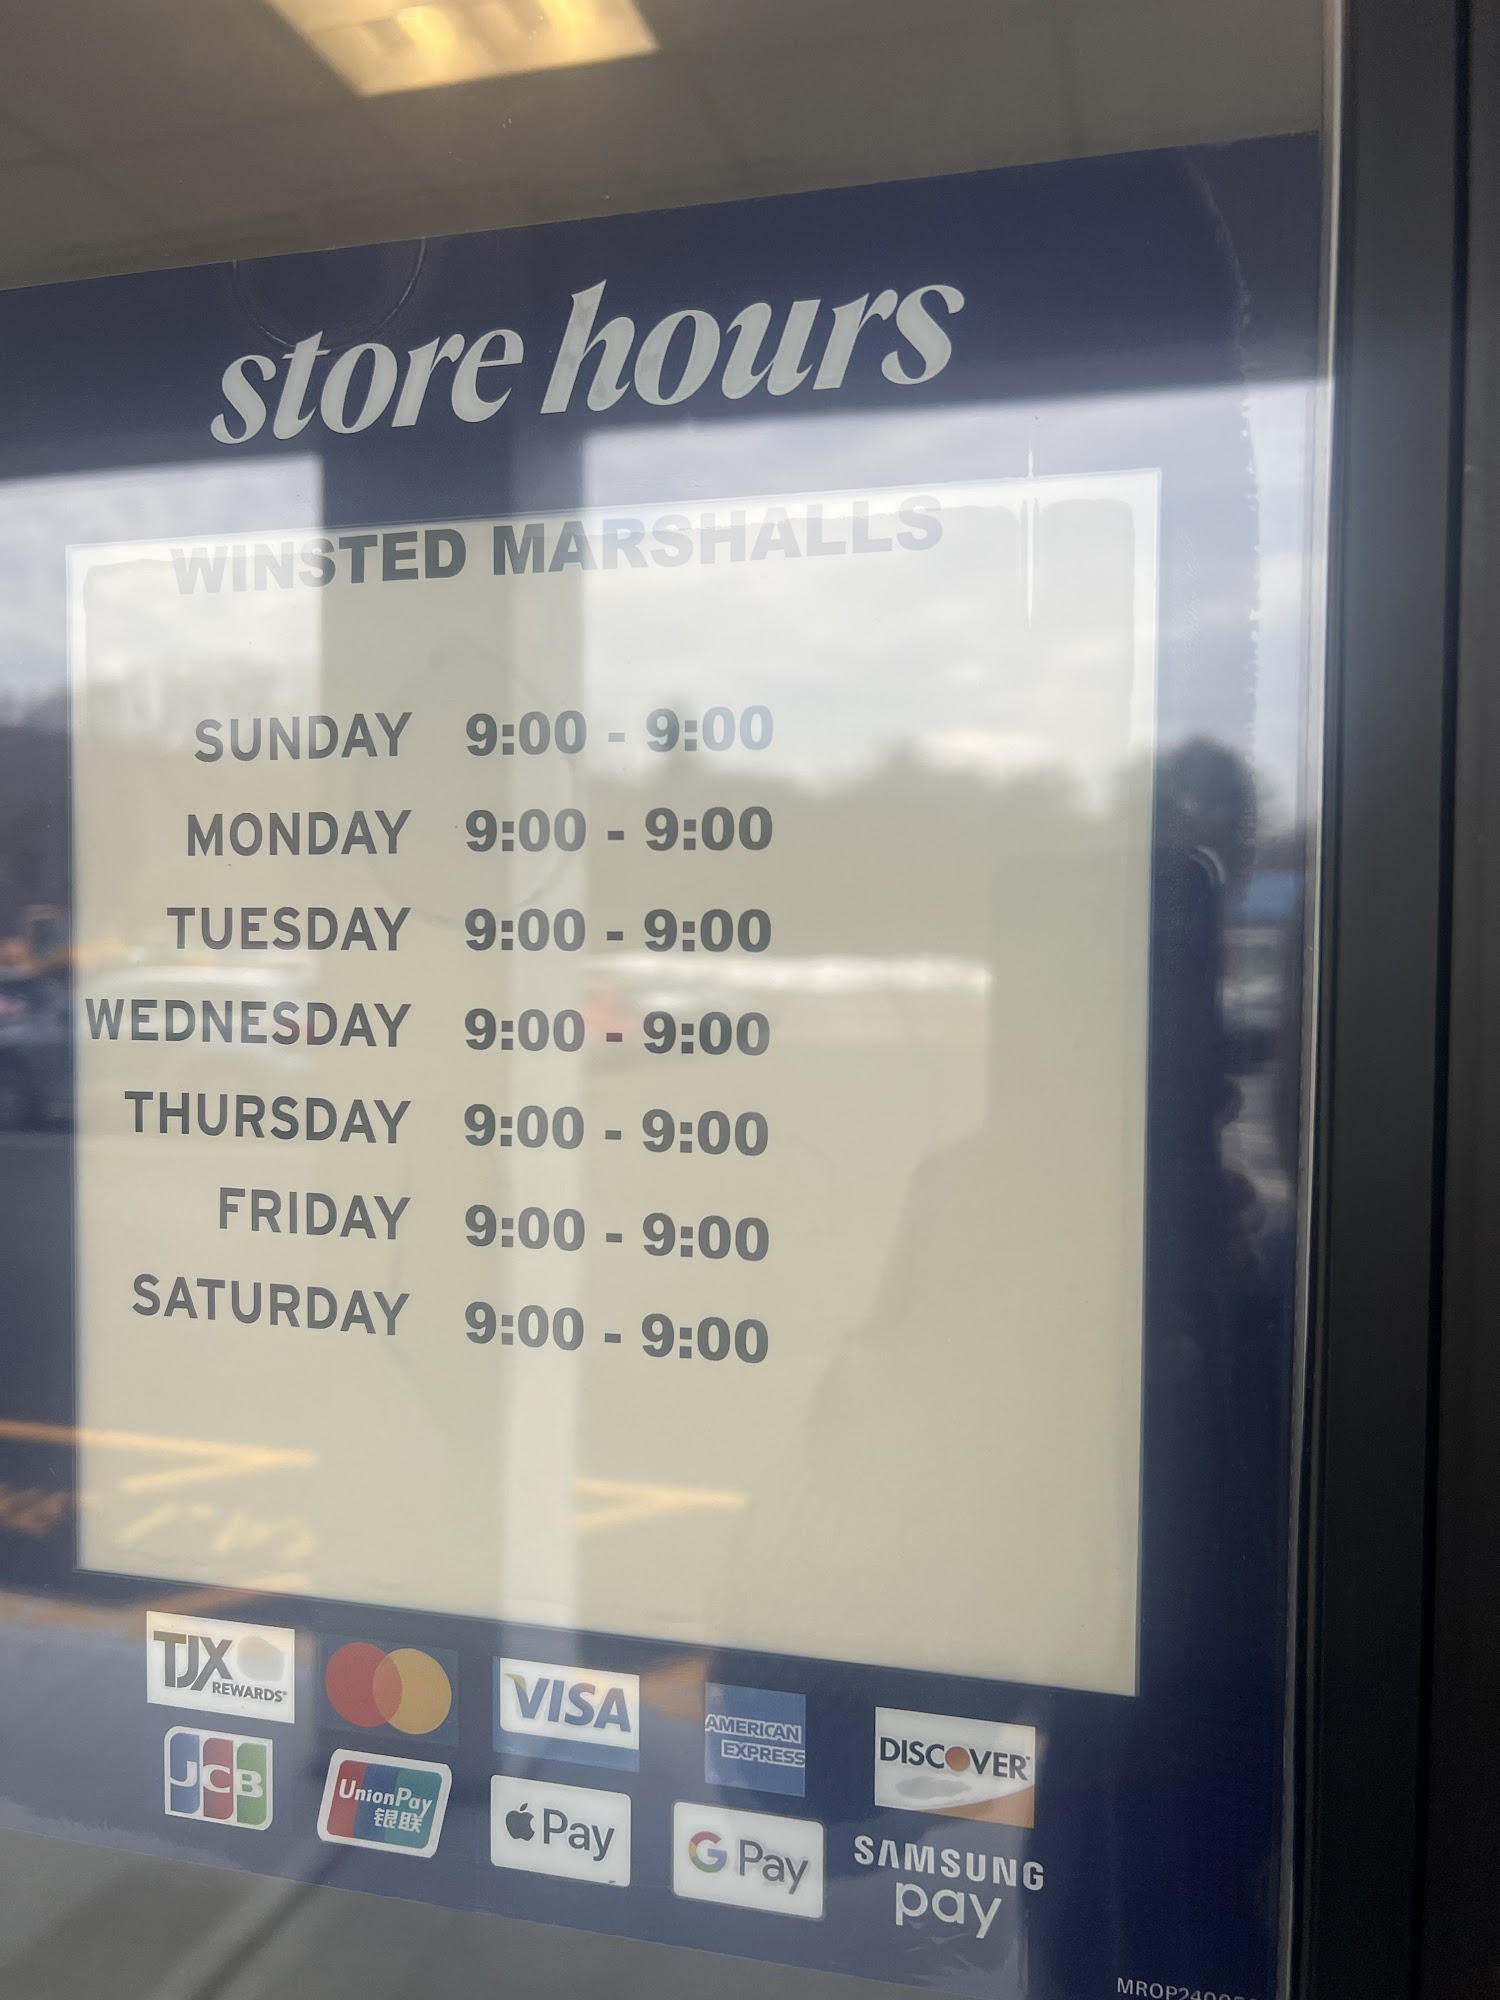 store hours
WINSTED MARSHALLS
SUNDAY 9:00 - 9:00
MONDAY 9:00 - 9:00
TUESDAY 9:00 - 9:00
WEDNESDAY 9:00 - 9:00
THURSDAY 9:00 - 9:00
FRIDAY 9:00 - 9:00
SATURDAY 9:00 - 9:00
TJX
REWARDS®
VISA
AMERICAN
EXPRESS
DISCOVER
JCB
UnionPay
银联
Pay
G Pay
SAMSUNG
pay